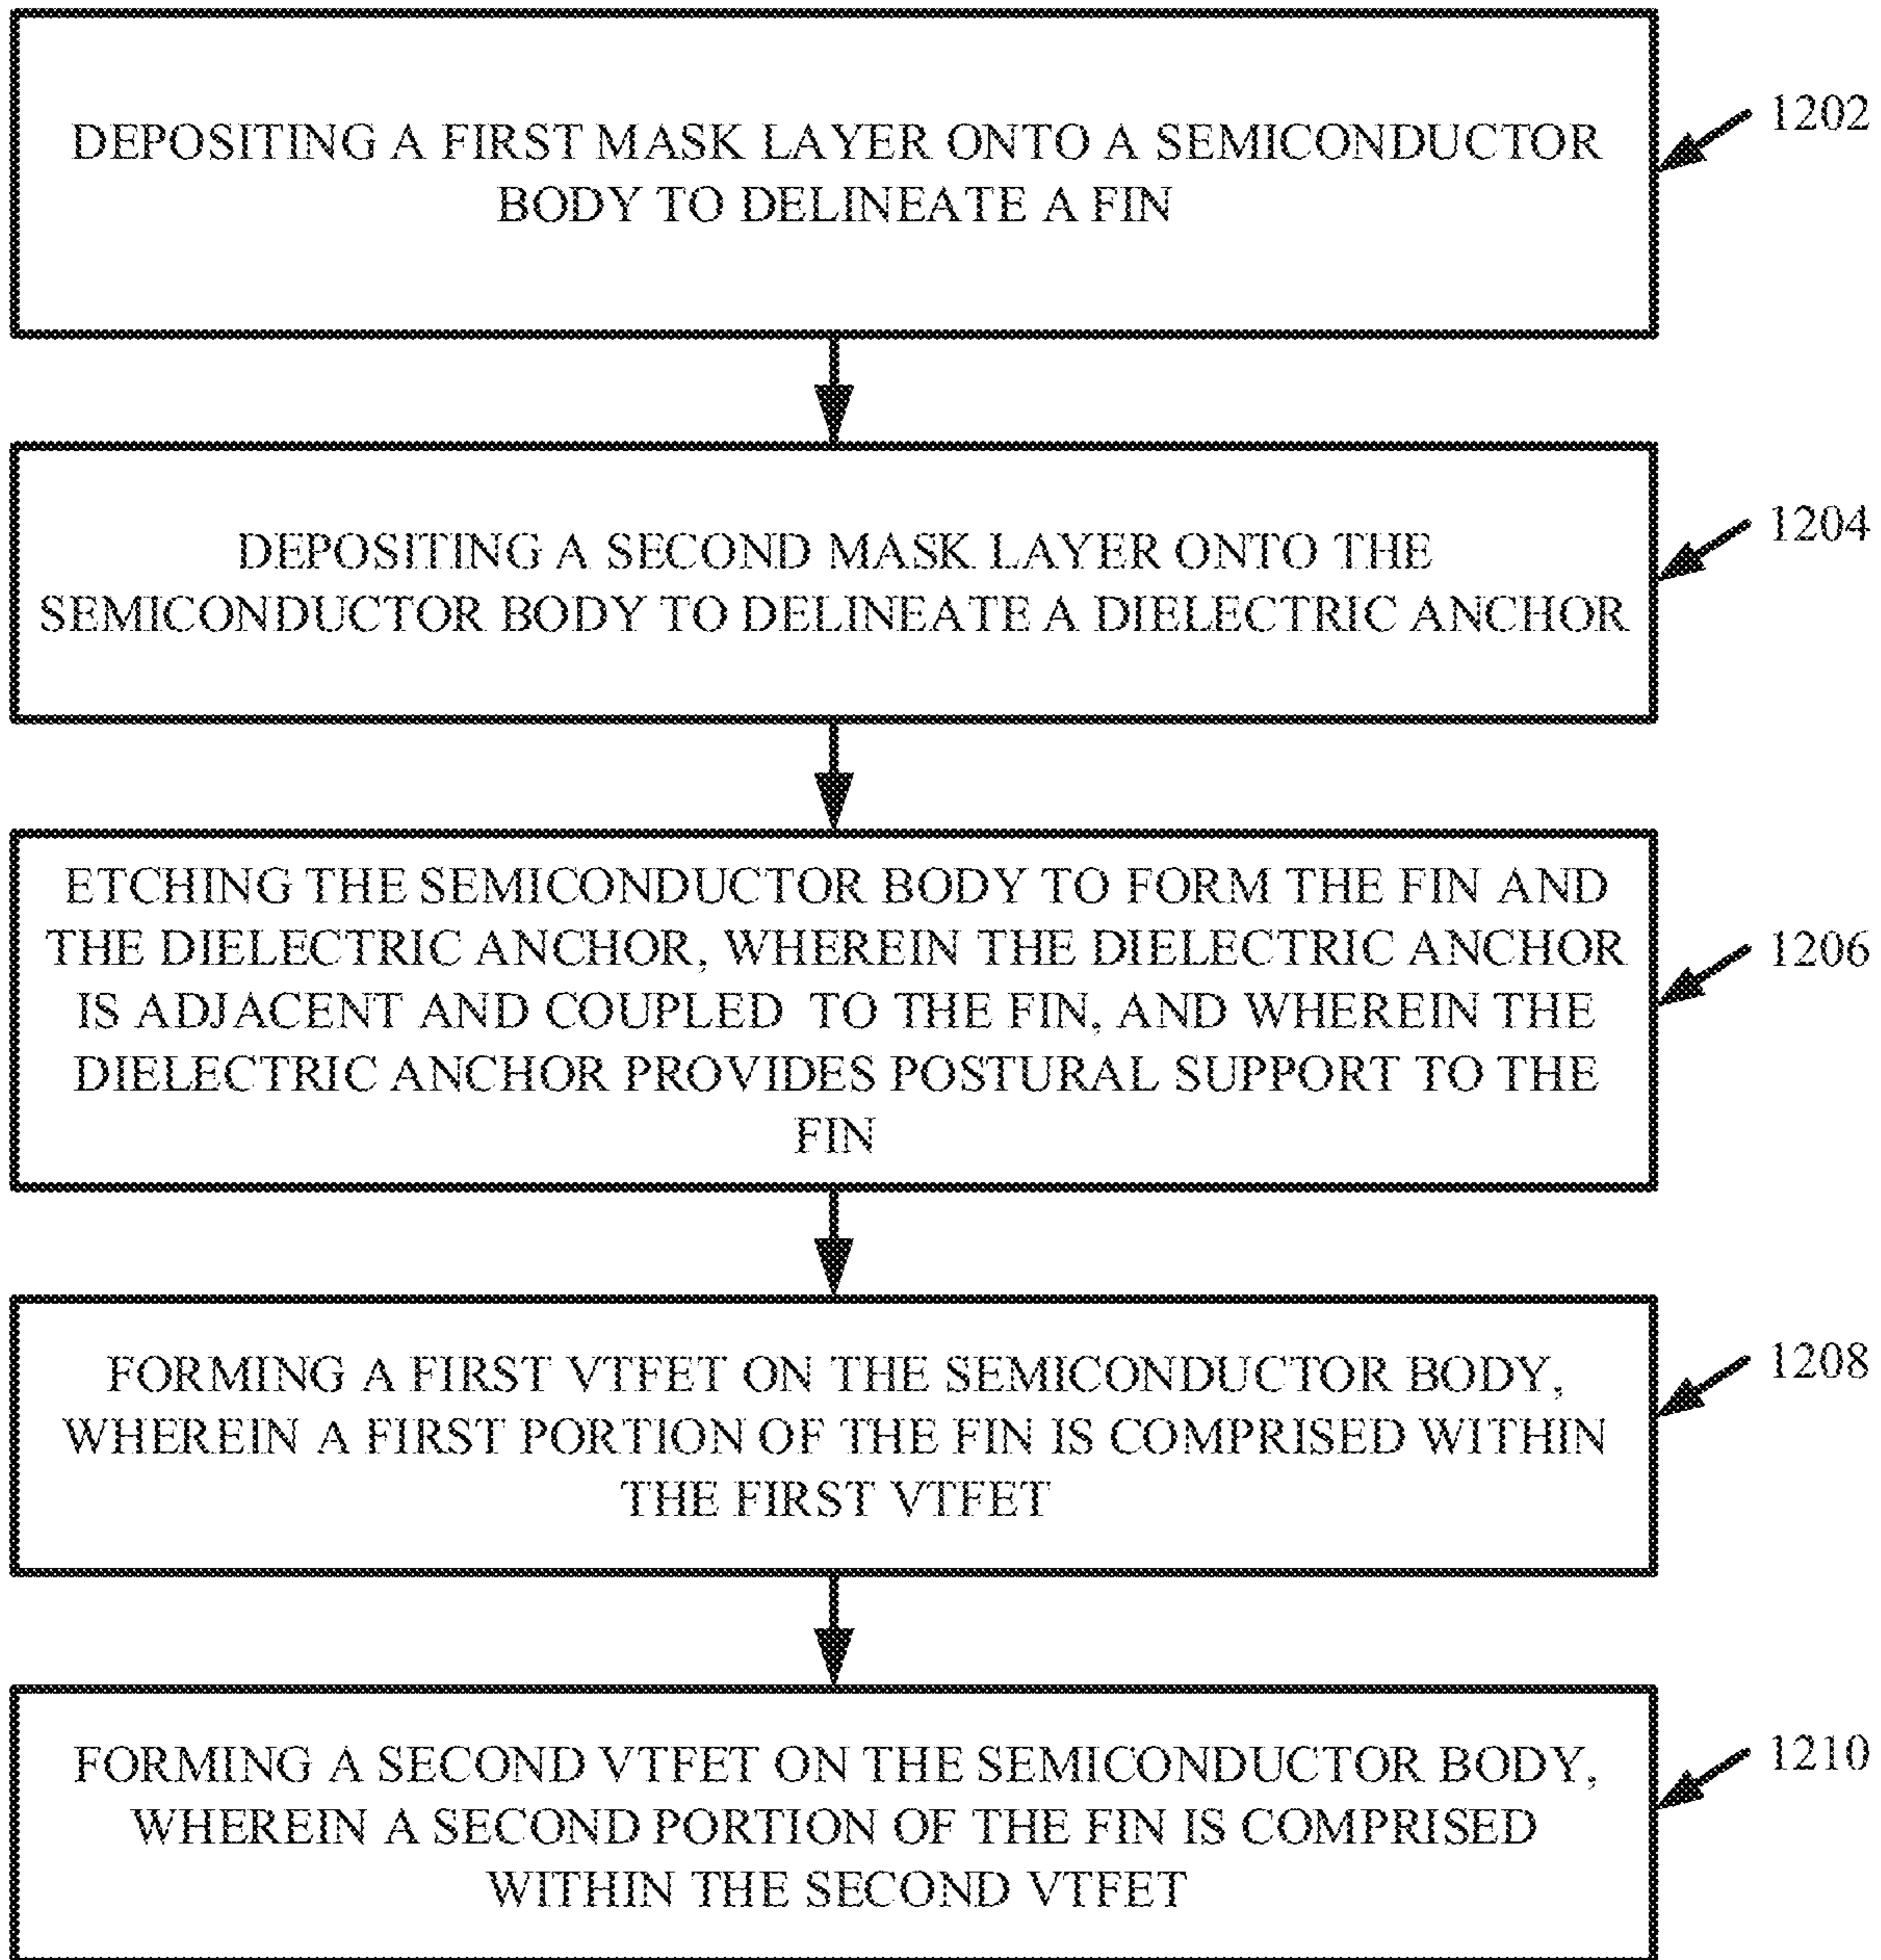 DEPOSITING A FIRST MASK LAYER ONTO A SEMICONDUCTOR
BODY TO DELINEATE A FIN
1202
DEPOSITING A SECOND MASK LAYER ONTO THE
SEMICONDUCTOR BODY TO DELINEATE A DIELECTRIC ANCHOR
1204
ETCHING THE SEMICONDUCTOR BODY TO FORM THE FIN AND
THE DIELECTRIC ANCHOR, WHEREIN THE DIELECTRIC ANCHOR
IS ADJACENT AND COUPLED TO THE FIN, AND WHEREIN THE
DIELECTRIC ANCHOR PROVIDES POSTURAL SUPPORT TO THE
FIN
1206
FORMING A FIRST VTFET ON THE SEMICONDUCTOR BODY,
WHEREIN A FIRST PORTION OF THE FIN IS COMPRISED WITHIN
THE FIRST VTFET
1208
FORMING A SECOND VTFET ON THE SEMICONDUCTOR BODY,
WHEREIN A SECOND PORTION OF THE FIN IS COMPRISED
WITHIN THE SECOND VTFET
1210